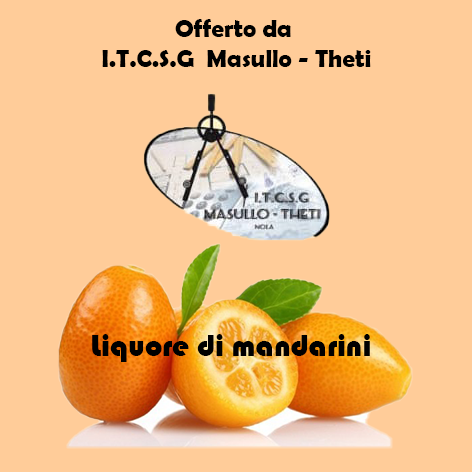 Offerto da
I.T.C.S.G Masullo - Theti
I.T.C.S.G
MASULLO - THETI
NOLA
Liquore di mandarini